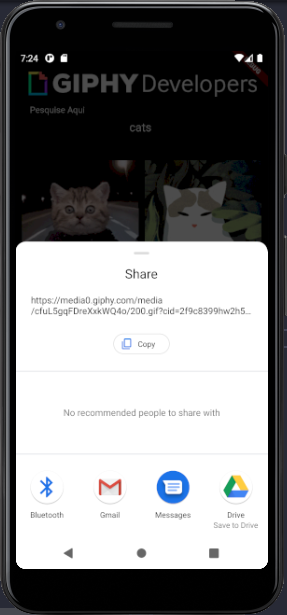 7:24
GIPHY Developers
Pesquise Aqui
cats
Share
https://media0.giphy.com/media
/cfuL5gqFDreXxkWQ4o/200.gif?cid=2f9c8399hw2h5...
Copy
No recommended people to share with
Bluetooth
Gmail
Messages
Drive
Save to Drive